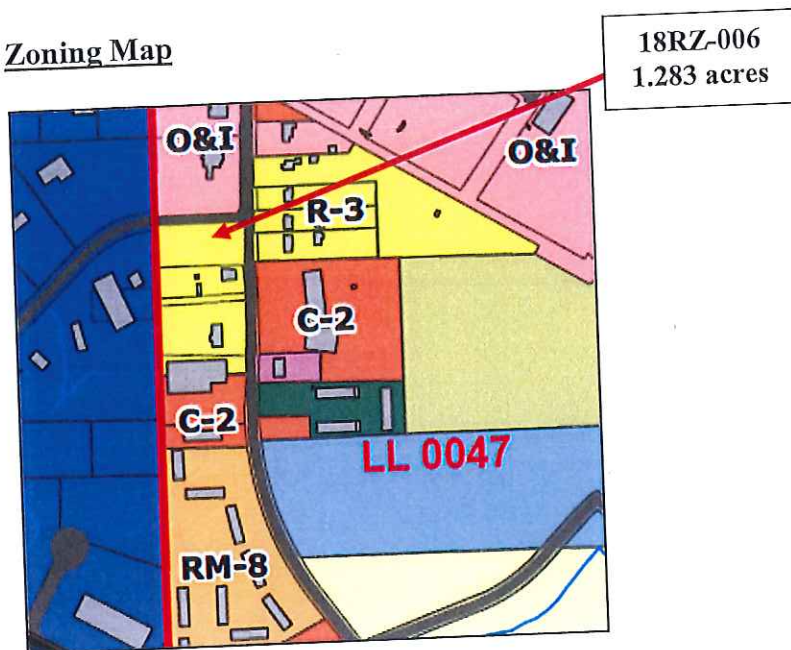 Zoning Map
18RZ-006
1.283 acres
O&I
O&I
R-3
C-2
C-2
LL 0047
RM-8